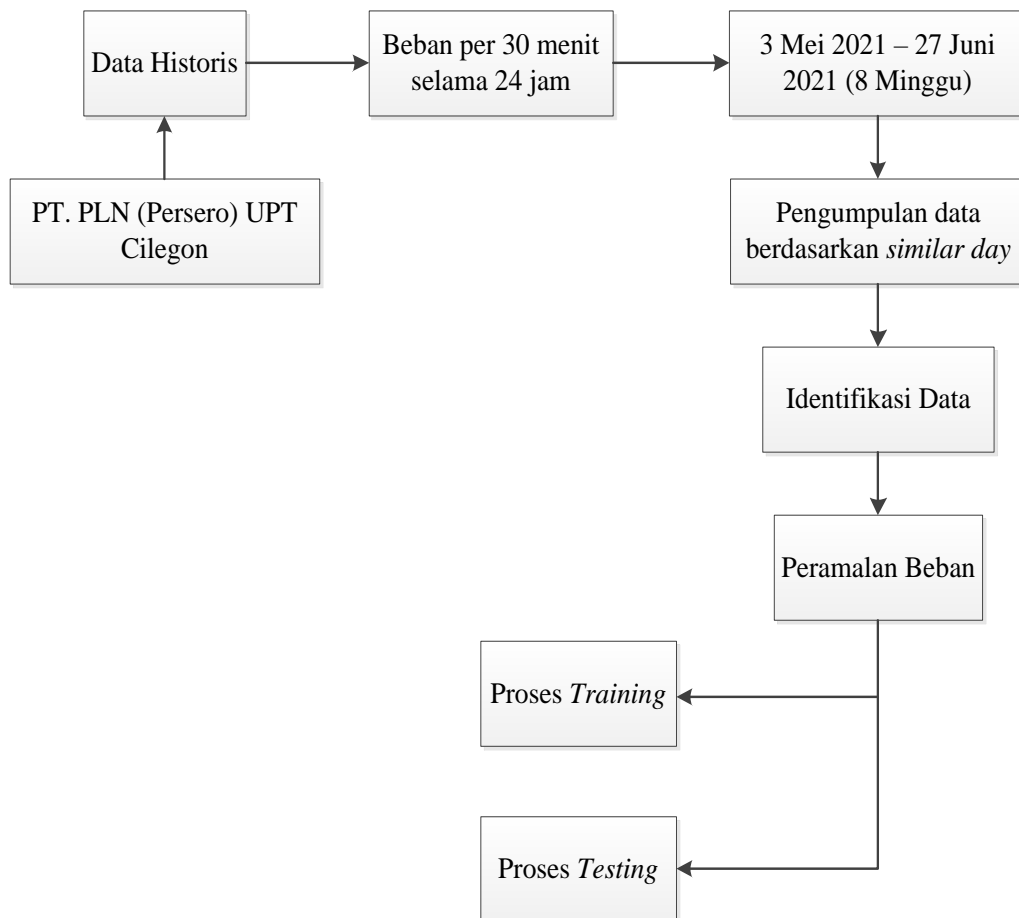 Data Historis
Beban per 30 menit
selama 24 jam
3 Mei 2021 – 27 Juni
2021 (8 Minggu)
PT. PLN (Persero) UPT
Cilegon
Pengumpulan data
berdasarkan similar day
Identifikasi Data
Peramalan Beban
Proses Training
Proses Testing